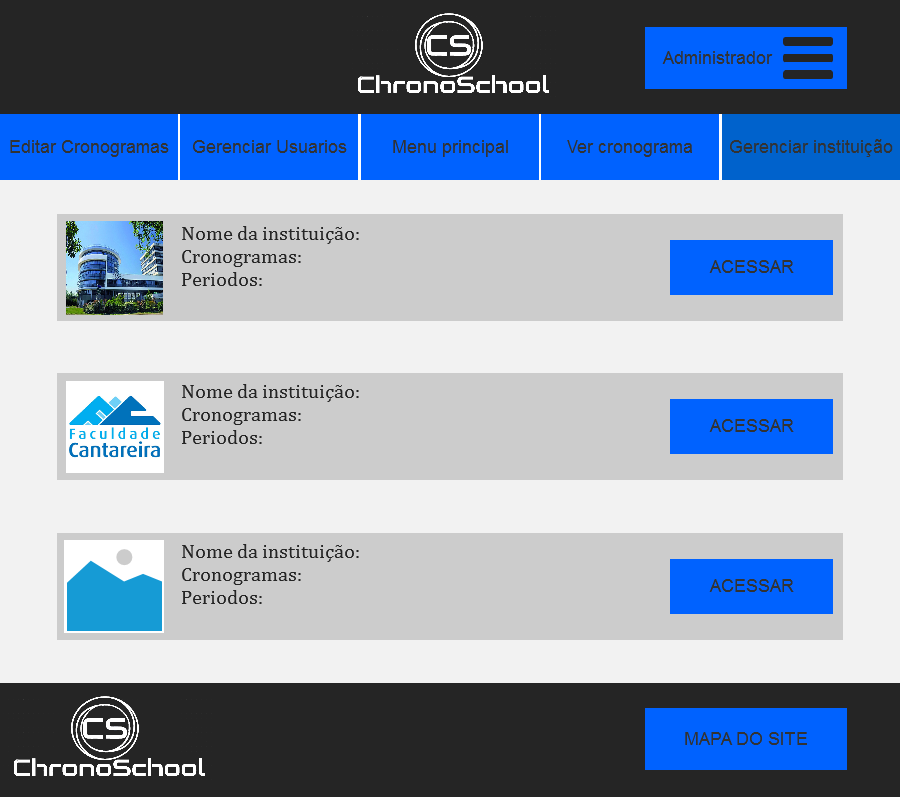 CS
ChronoSchool
Administrador
Editar Cronogramas
Gerenciar Usuarios
Menu principal
Ver cronograma
Gerenciar instituição
Nome da instituição:
Cronogramas:
Periodos:
ACESSAR
Faculdade
Cantareira
Nome da instituição:
Cronogramas:
Periodos:
ACESSAR
Nome da instituição:
Cronogramas:
Periodos:
ACESSAR
CS
ChronoSchool
MAPA DO SITE